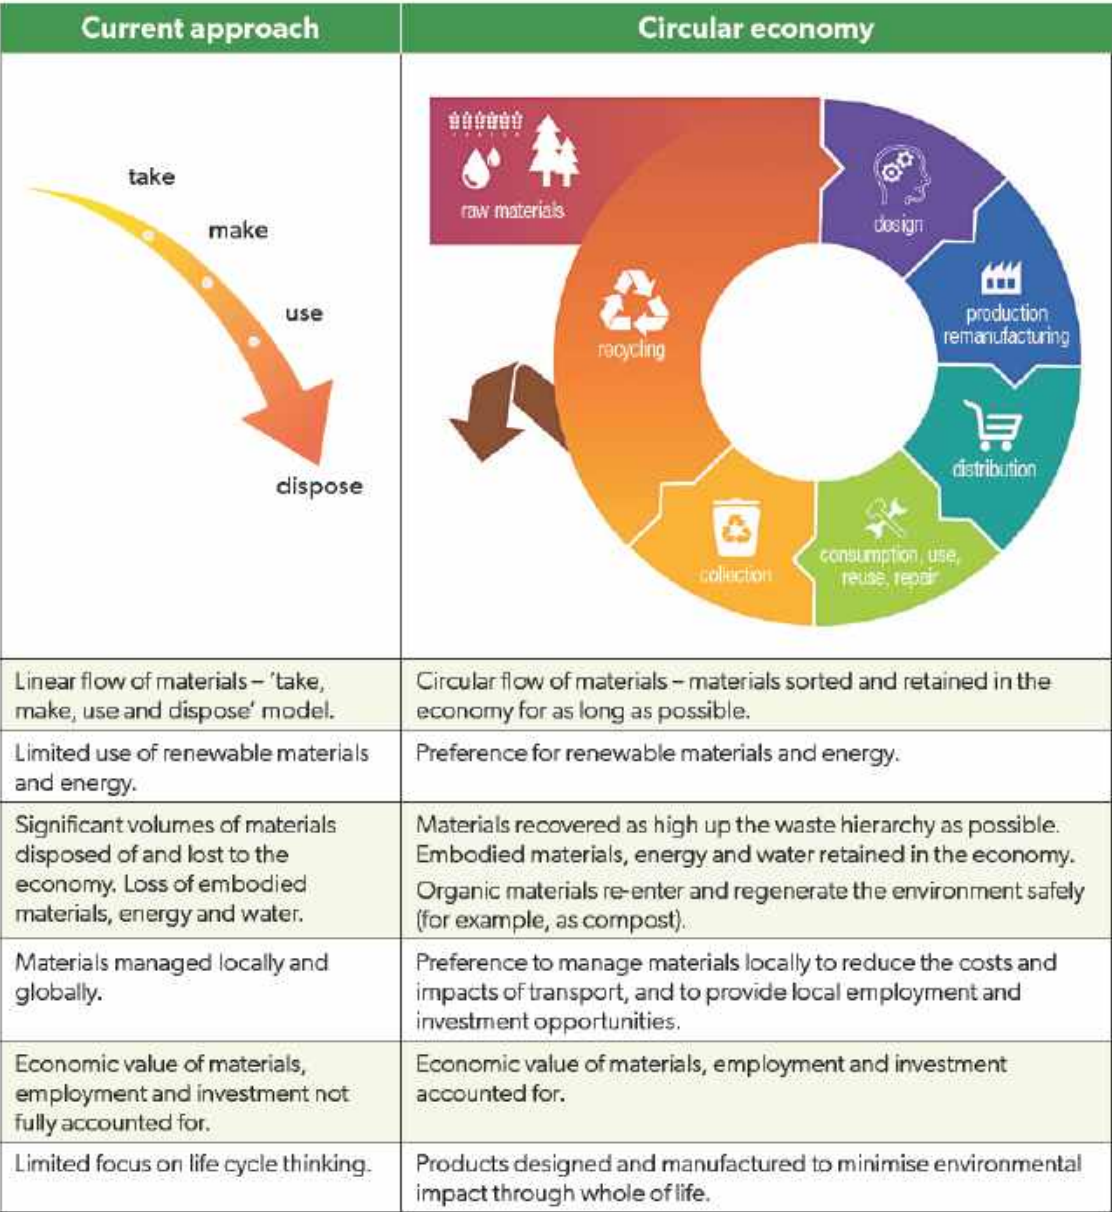 Current approach
Circular economy
take
make
use
dispose
raw materials
design
production
remanufacturing
distribution
consumption, use,
reuse, repair
collection
recycling
Linear flow of materials – ‘take,
make, use and dispose’ model.
Circular flow of materials – materials sorted and retained in the
economy for as long as possible.
Limited use of renewable materials
and energy.
Preference for renewable materials and energy.
Significant volumes of materials
disposed of and lost to the
economy. Loss of embodied
materials, energy and water.
Materials recovered as high up the waste hierarchy as possible.
Embodied materials, energy and water retained in the economy.
Organic materials re-enter and regenerate the environment safely
(for example, as compost).
Materials managed locally and
globally.
Preference to manage materials locally to reduce the costs and
impacts of transport, and to provide local employment and
investment opportunities.
Economic value of materials,
employment and investment not
fully accounted for.
Economic value of materials, employment and investment
accounted for.
Limited focus on life cycle thinking.
Products designed and manufactured to minimise environmental
impact through whole of life.